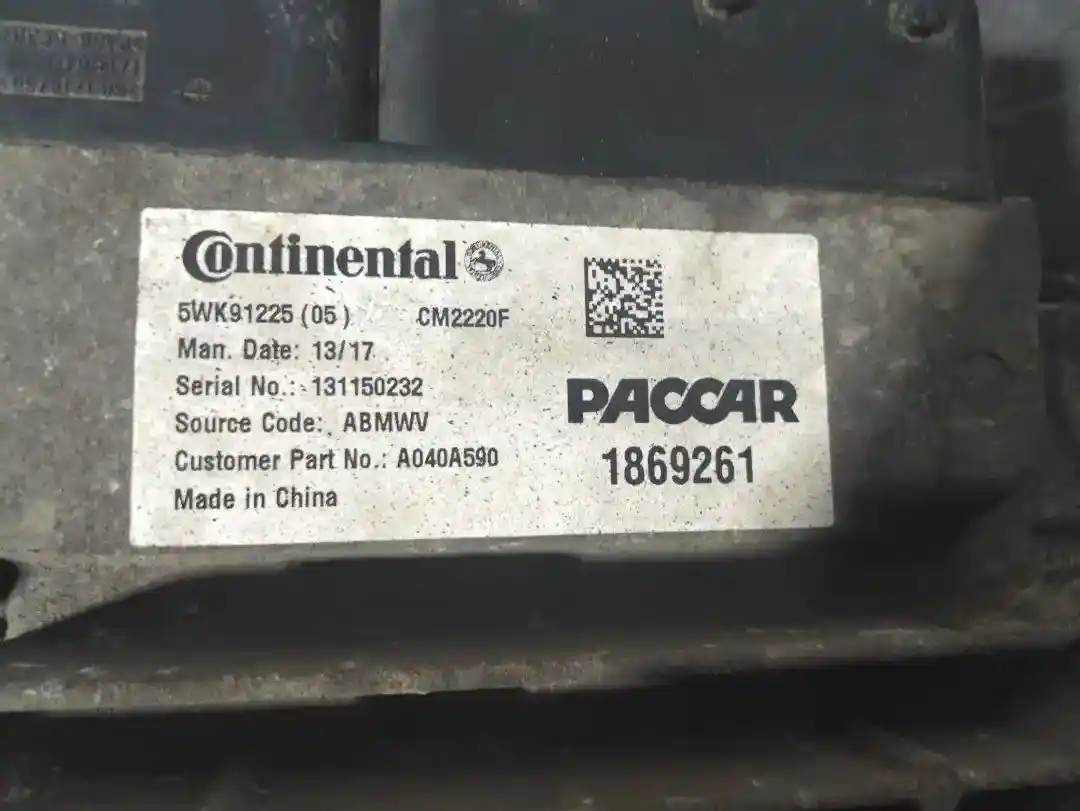 Continental
5WK91225 (05) CM2220F
Man. Date: 13/17
Serial No.: 131150232
Source Code: ABMWV
Customer Part No.: A040A590
Made in China
PACCAR
1869261